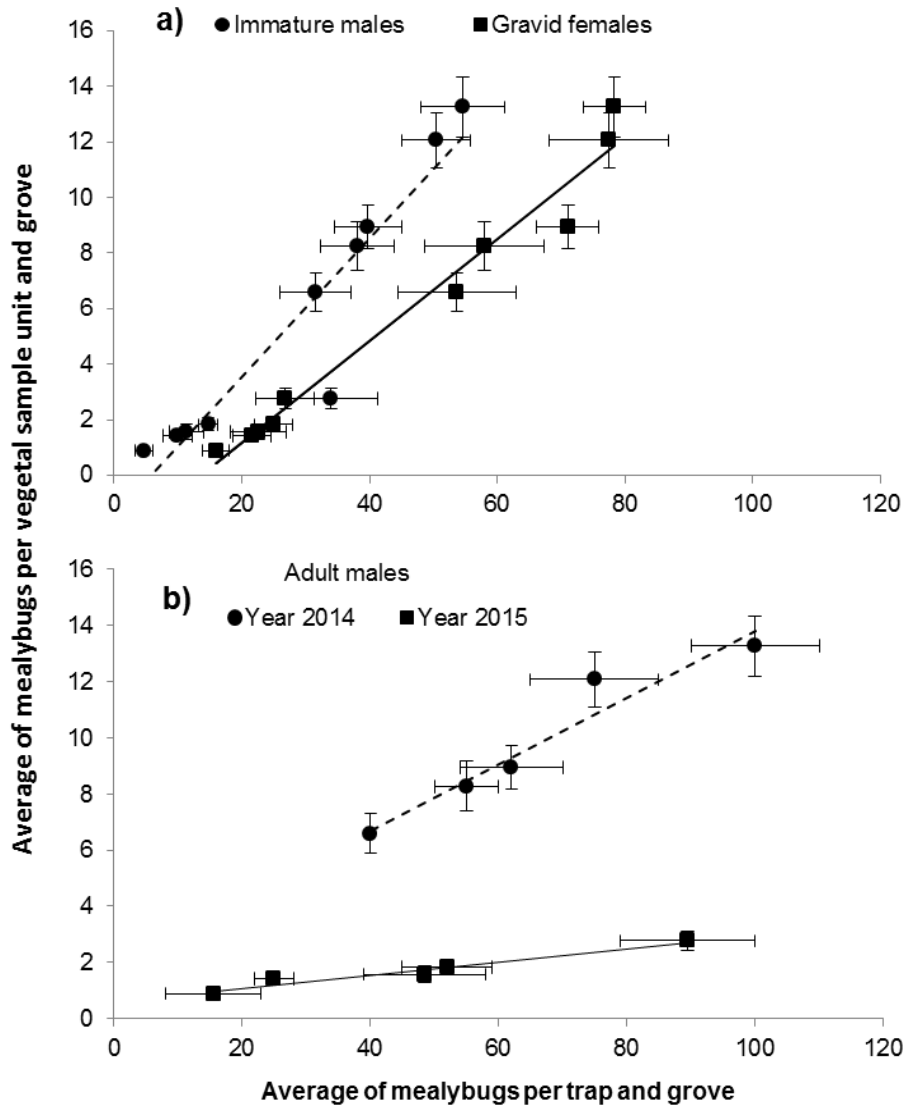 a) Immature males Gravid females
16
14
12
10
8
6
4
2
0
0 20 40 60 80 100 120
Average of mealybugs per vegetal sample unit and grove
Adult males
b) Year 2014 Year 2015
16
14
12
10
8
6
4
2
0
0 20 40 60 80 100 120
Average of mealybugs per trap and grove